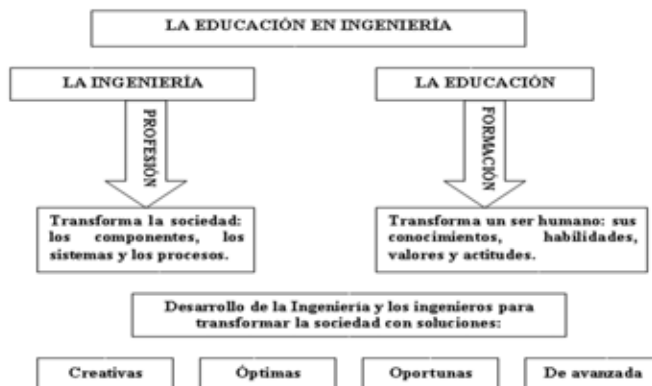 LA EDUCACIÓN EN INGENIERÍA
LA INGENIERÍA
LA EDUCACIÓN
PROFESIÓN
FORMACIÓN
Transforma la sociedad:
los componentes, los
sistemas y los procesos.
Transforma un ser humano: sus
conocimientos, habilidades,
valores y actitudes.
Desarrollo de la Ingeniería y los ingenieros para
transformar la sociedad con soluciones:
Creativas
Óptimas
Oportunas
De avanzada